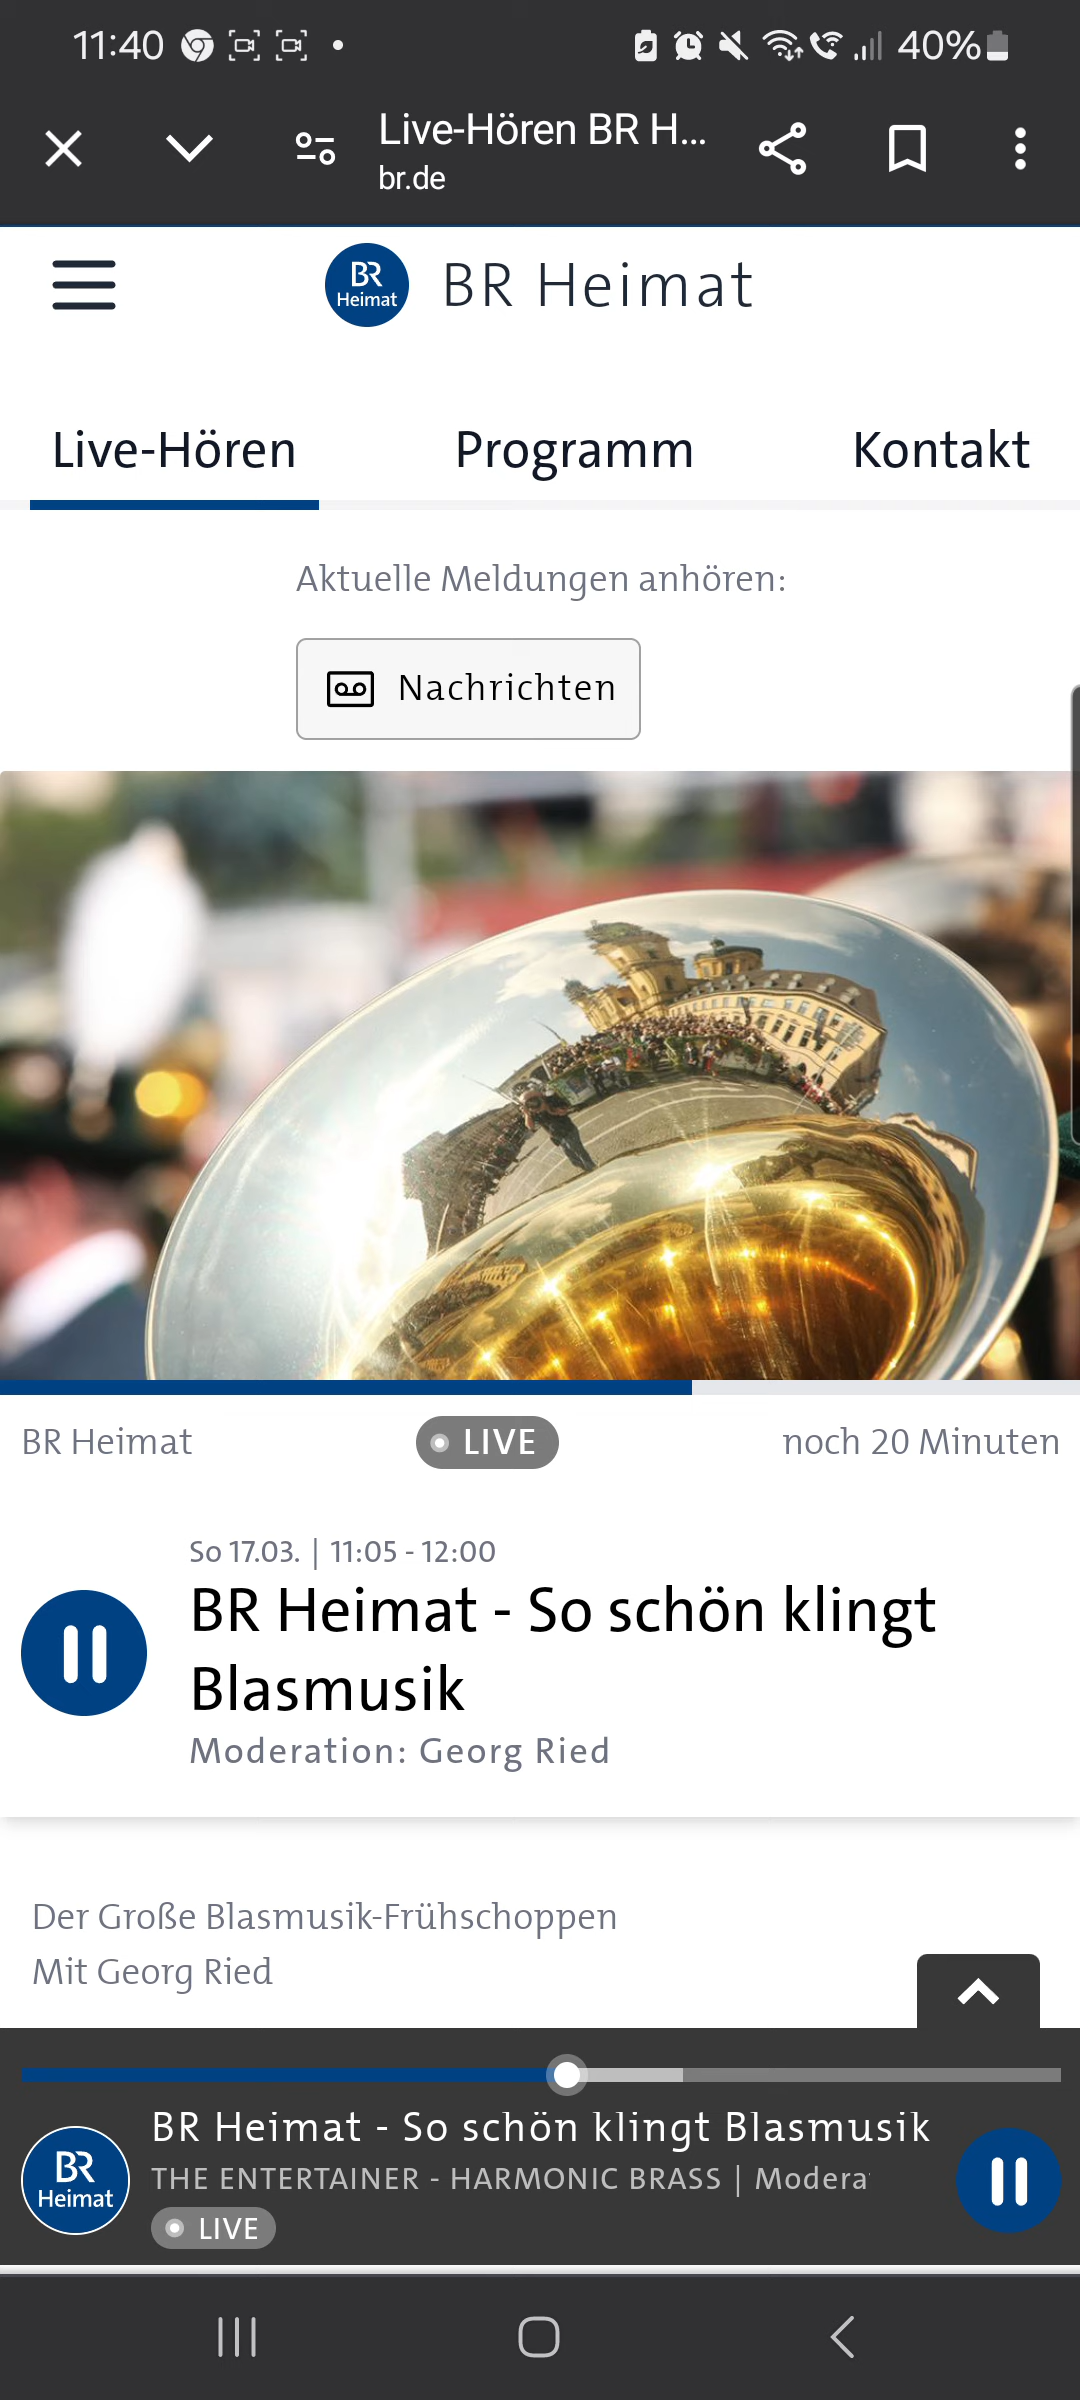 11:40
40%
Live-Hören BR H...
br.de
BR
Heimat
BR Heimat
Live-Hören
Programm
Kontakt
Aktuelle Meldungen anhören:
Nachrichten
BR Heimat
LIVE
noch 20 Minuten
So 17.03. | 11:05 - 12:00
BR Heimat - So schön klingt
Blasmusik
Moderation: Georg Ried
Der Große Blasmusik-Frühschoppen
Mit Georg Ried
BR Heimat - So schön klingt Blasmusik
BR
Heimat
THE ENTERTAINER - HARMONIC BRASS | Modera
LIVE